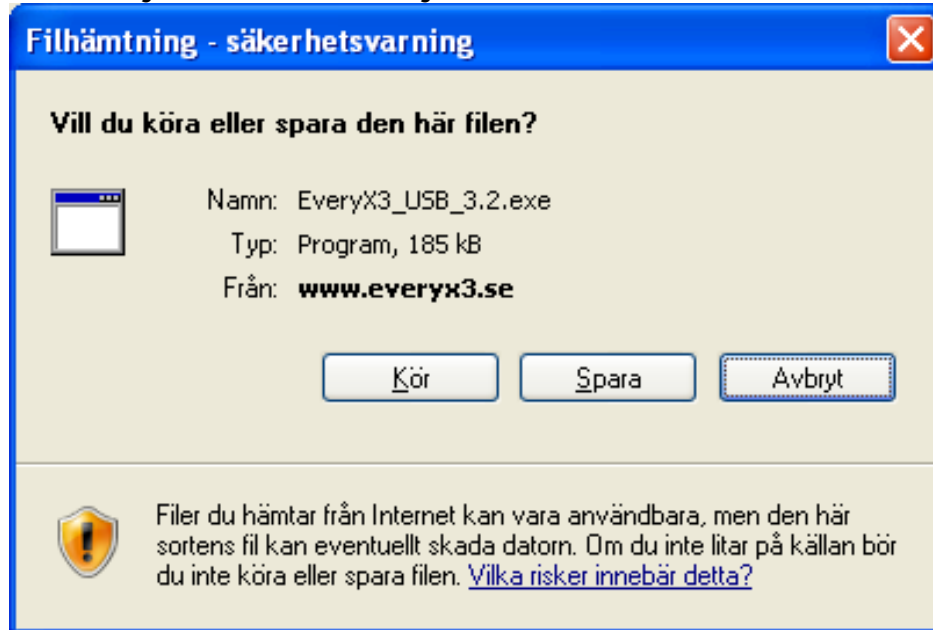 Filhämtning - säkerhetsvarning
Vill du köra eller spara den här filen?
Namn: EveryX3_USB_3.2.exe
Typ: Program, 185 kB
Från: www.everyx3.se
Kör Spara Avbryt
Filer du hämtar från Internet kan vara användbara, men den här
sortens fil kan eventuellt skada datorn. Om du inte litar på källan bör
du inte köra eller spara filen. Vilka risker innebär detta?